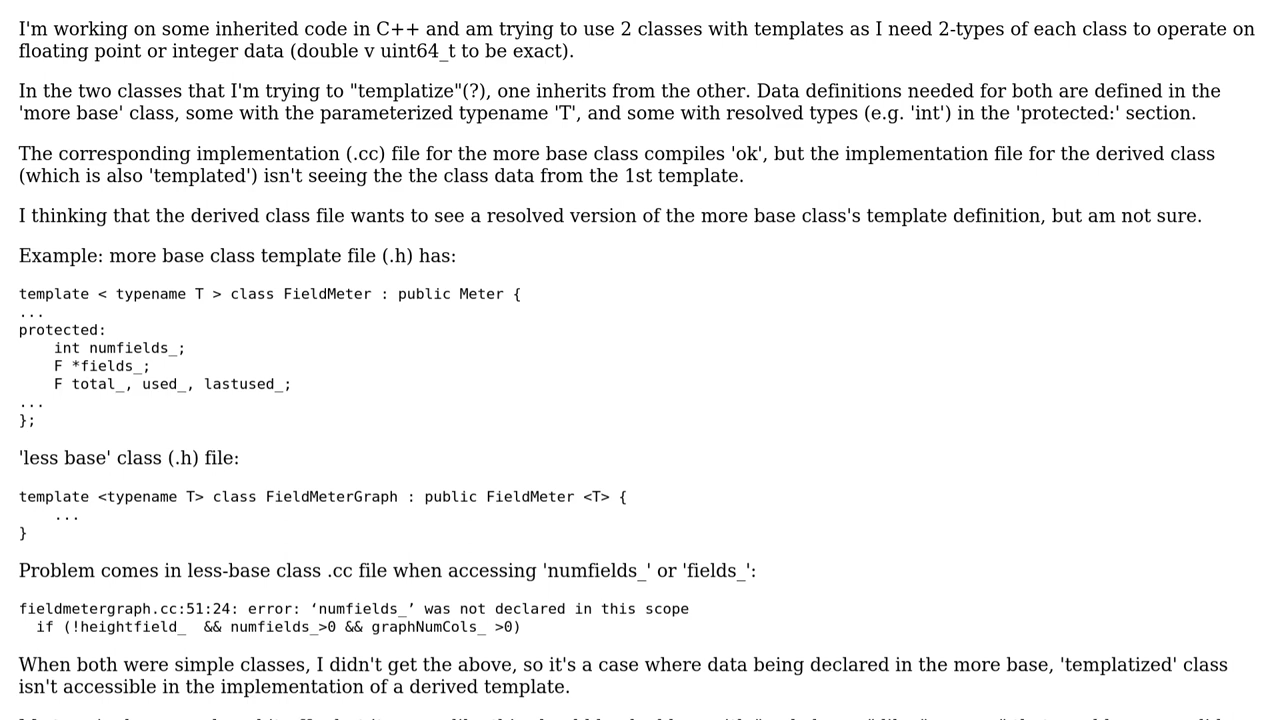 I'm working on some inherited code in C++ and am trying to use 2 classes with templates as I need 2-types of each class to operate on
floating point or integer data (double v uint64_t to be exact).
In the two classes that I'm trying to "templatize"(?), one inherits from the other. Data definitions needed for both are defined in the
'more base' class, some with the parameterized typename 'T', and some with resolved types (e.g. 'int') in the 'protected:' section.
The corresponding implementation (.cc) file for the more base class compiles 'ok', but the implementation file for the derived class
(which is also 'templated') isn't seeing the the class data from the 1st template.
I thinking that the derived class file wants to see a resolved version of the more base class's template definition, but am not sure.
Example: more base class template file (.h) has:
template < typename T > class FieldMeter : public Meter {
...
protected:
    int numfields_;
    F *fields_;
    F total_, used_, lastused_;
...
};
'less base' class (.h) file:
template <typename T> class FieldMeterGraph : public FieldMeter <T> {
    ...
}
Problem comes in less-base class .cc file when accessing 'numfields_' or 'fields_':
fieldmetergraph.cc:51:24: error: ‘numfields_’ was not declared in this scope
  if (!heightfield_  && numfields_>0 && graphNumCols_ >0)
When both were simple classes, I didn't get the above, so it's a case where data being declared in the more base, 'templatized' class
isn't accessible in the implementation of a derived template.